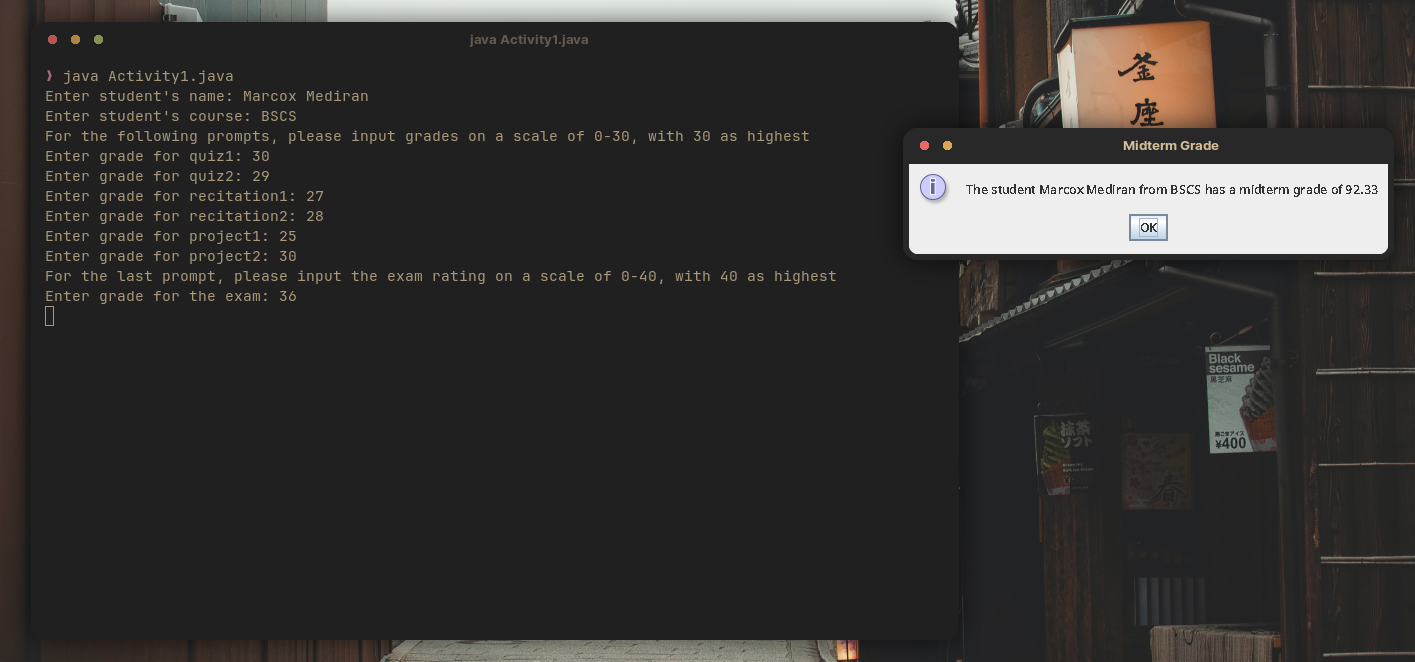 java Activity1.java
❫ java Activity1.java
Enter student's name: Marcox Mediran
Enter student's course: BSCS
For the following prompts, please input grades on a scale of 0-30, with 30 as highest
Enter grade for quiz1: 30
Enter grade for quiz2: 29
Enter grade for recitation1: 27
Enter grade for recitation2: 28
Enter grade for project1: 25
Enter grade for project2: 30
For the last prompt, please input the exam rating on a scale of 0-40, with 40 as highest
Enter grade for the exam: 36
釜
座
Midterm Grade
i
The student Marcox Mediran from BSCS has a midterm grade of 92.33
OK
Black
sesame
黒芝麻
黒ごまアイス
¥400
抹茶
ソフト
春